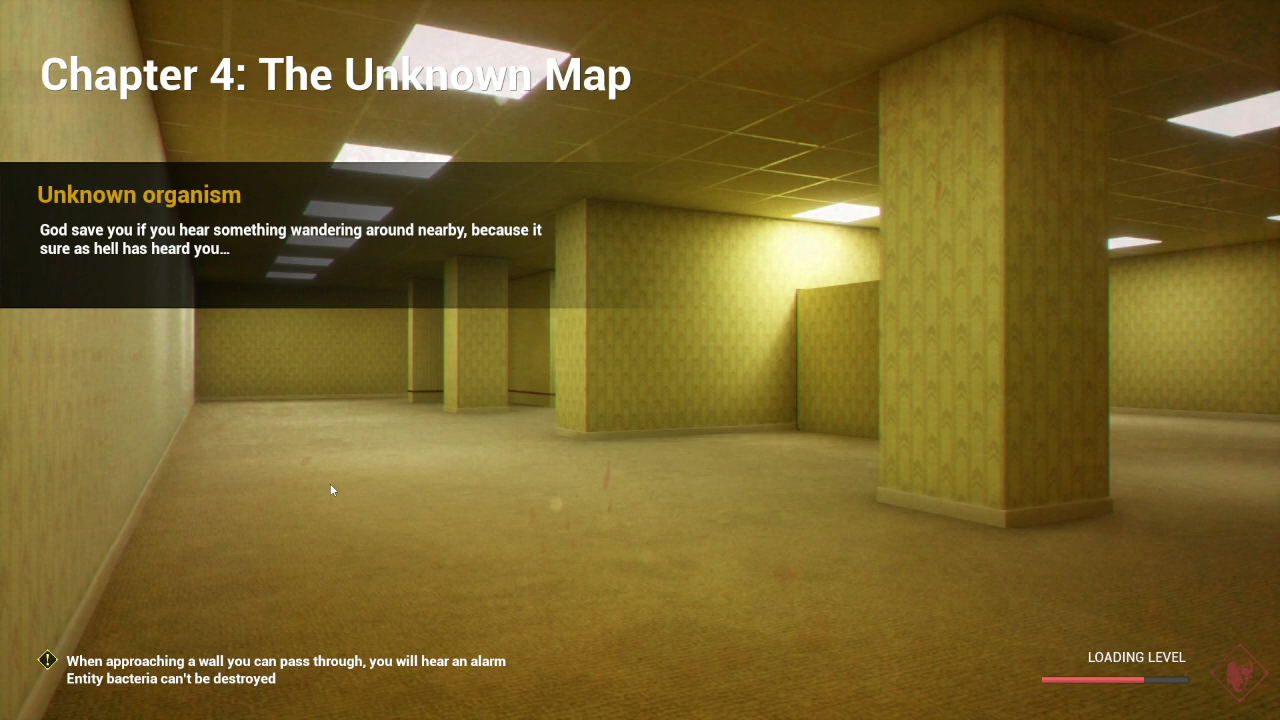 Chapter 4: The Unknown Map
Unknown organism
God save you if you hear something wandering around nearby, because it
sure as hell has heard you...
When approaching a wall you can pass through, you will hear an alarm
Entity bacteria can't be destroyed
LOADING LEVEL